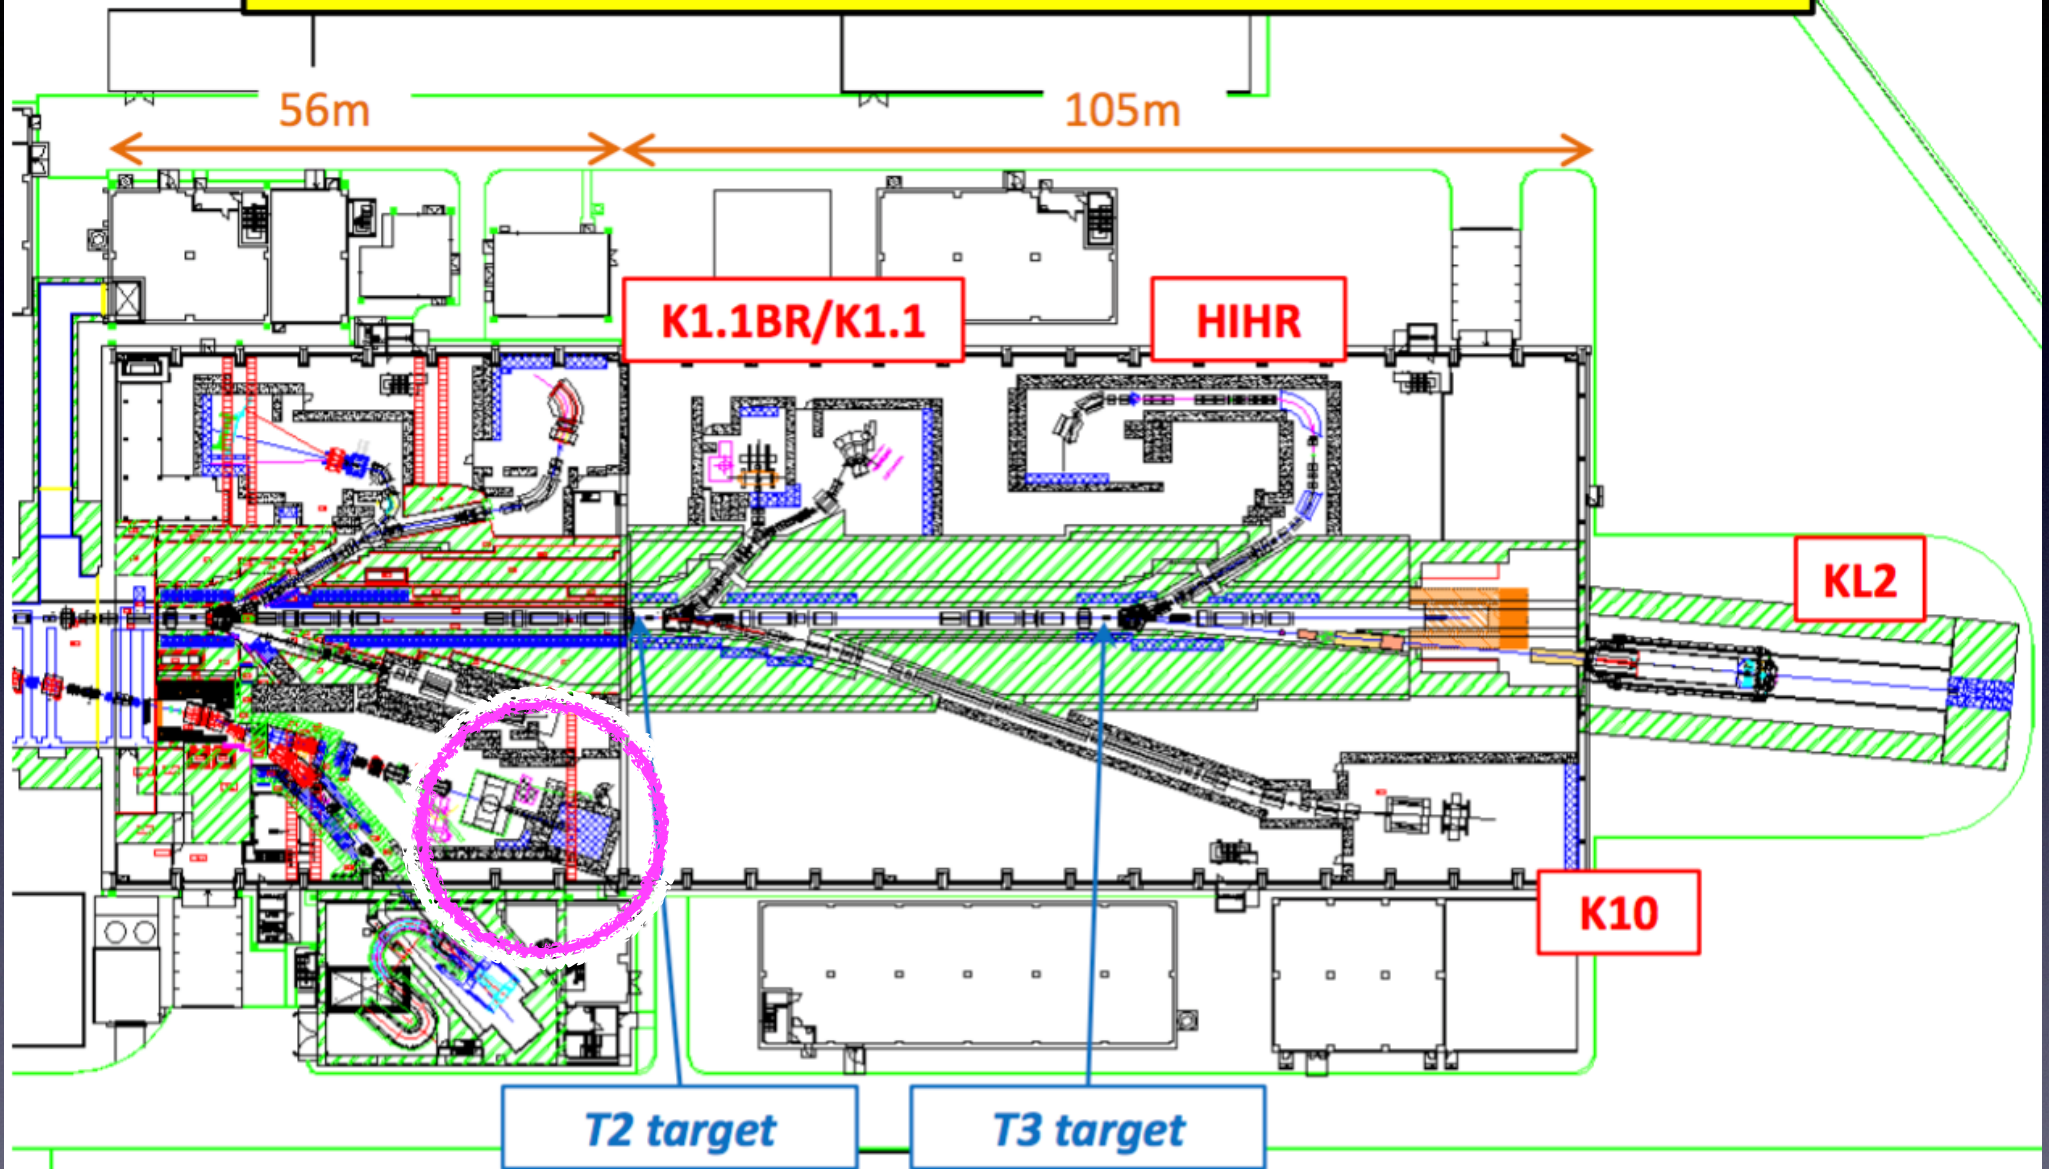 56m
105m
K1.1BR/K1.1
HIHR
KL2
K10
T2 target
T3 target